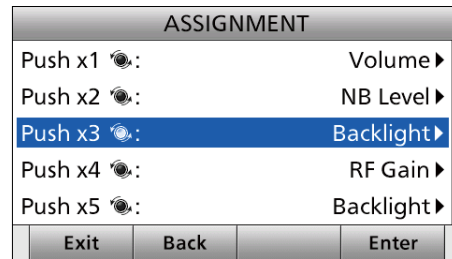 ASSIGNMENT
Push x1 : Volume
Push x2 : NB Level
Push x3 : Backlight
Push x4 : RF Gain
Push x5 : Backlight
Exit Back Enter